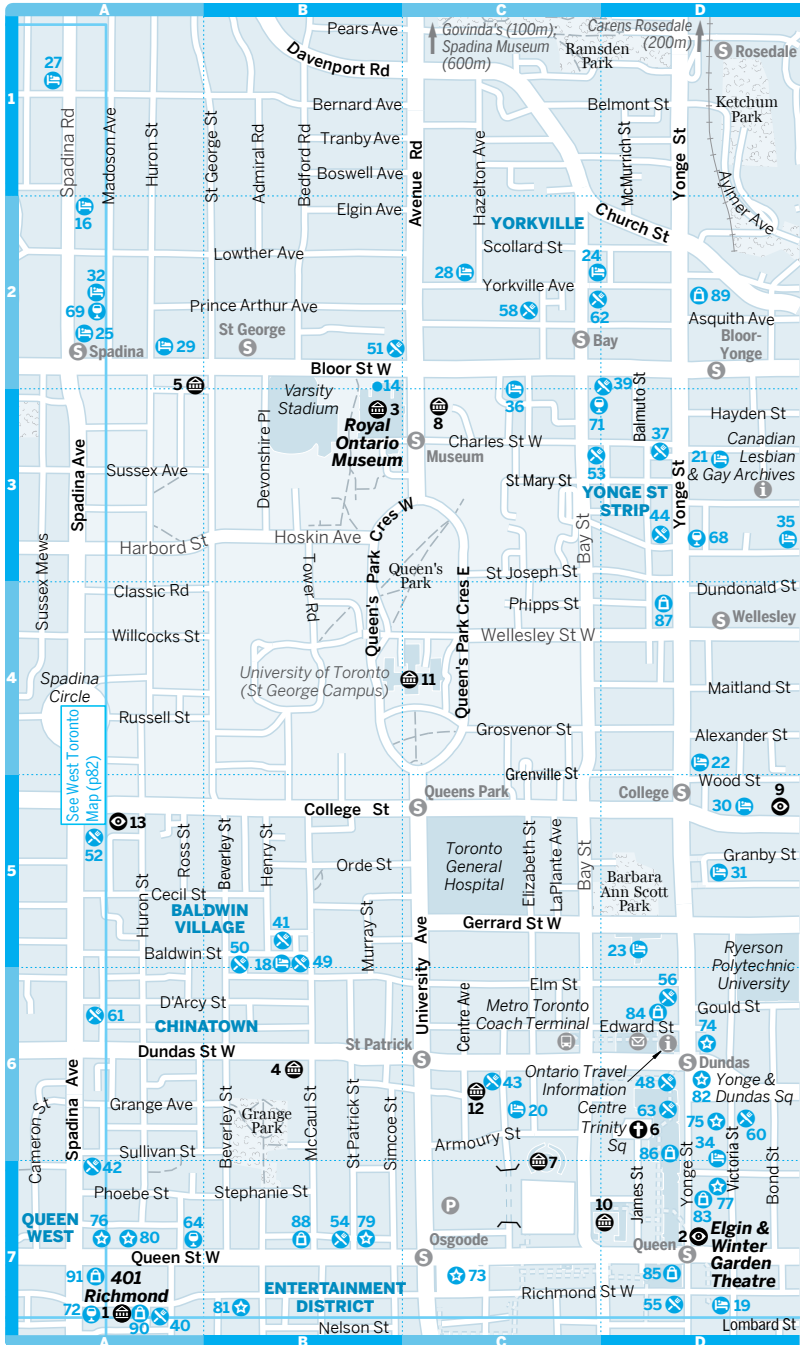 A
B
C
D
Pears Ave
Govinda's (100m);
Spadina Museum
(600m)
Carens Rosedale
(200m)
Ramsden
Park
S Rosedale
Davenport Rd
27
1
Bernard Ave
Belmont St
Ketchum
Park
Tranby Ave
Boswell Ave
Elgin Ave
Spadina Rd
Madoson Ave
Huron St
St George St
Admiral Rd
Bedford Rd
Avenue Rd
Hazelton Ave
McMurrich St
Yonge St
Aylmer Ave
16
YORKVILLE
Church St
Scollard St
Lowther Ave
28
24
2
32
Yorkville Ave
89
69
Prince Arthur Ave
58
62
Asquith Ave
25
St George
S
S Spadina
29
51
S Bay
Bloor-
Yonge
S
Bloor St W
5
14
39
Varsity
Stadium
3
8
36
71
Balmuto St
Hayden St
Royal
Ontario
Museum
S
Museum
Charles St W
37
Canadian
Lesbian
& Gay Archives
21
53
Spadina Ave
Sussex Ave
Devonshire Pl
3
St Mary St
YONGE ST
STRIP
Yonge St
44
35
68
Harbord St
Hoskin Ave
Queen's Park Cres W
Bay St
Sussex Mews
Tower Rd
Queen's
Park
Queen's Park Cres E
St Joseph St
Classic Rd
Dundonald St
Phipps St
87
S Wellesley
Willcocks St
Wellesley St W
University of Toronto
(St George Campus)
11
4
Spadina
Circle
Maitland St
Russell St
Grosvenor St
Alexander St
See West Toronto
Map (p82)
22
Grenville St
Wood St
Queens Park
S
College S
9
30
College St
13
52
Ross St
Beverley St
Henry St
Orde St
Toronto
General
Hospital
Elizabeth St
LaPlante Ave
Bay St
Granby St
31
5
Huron St
Cecil St
Barbara
Ann Scott
Park
BALDWIN
VILLAGE
Murray St
University Ave
Gerrard St W
41
Baldwin St
50
18
49
23
Ryerson
Polytechnic
University
Elm St
56
D'Arcy St
61
Centre Ave
Metro Toronto
Coach Terminal
84
Gould St
CHINATOWN
Edward St
74
Dundas St W
St Patrick
S
S Dundas
6
4
Ontario Travel
Information
Centre
43
12
20
48
82
Yonge &
Dundas Sq
Spadina Ave
Cameron St
Grange Ave
Grange
Park
Beverley St
McCaul St
St Patrick St
Simcoe St
63
75
60
Armoury St
Trinity
Sq
6
Sullivan St
42
7
86
34
Victoria St
Yonge St
Bond St
James St
Phoebe St
Stephanie St
P
77
10
83
QUEEN
WEST
76
80
64
88
54
79
Osgoode
S
Queen
S
2
Elgin &
Winter
Garden
Theatre
7
Queen St W
91
401
Richmond
73
85
ENTERTAINMENT
DISTRICT
Richmond St W
72
1
90
40
81
55
19
Nelson St
Lombard St
A
B
C
D